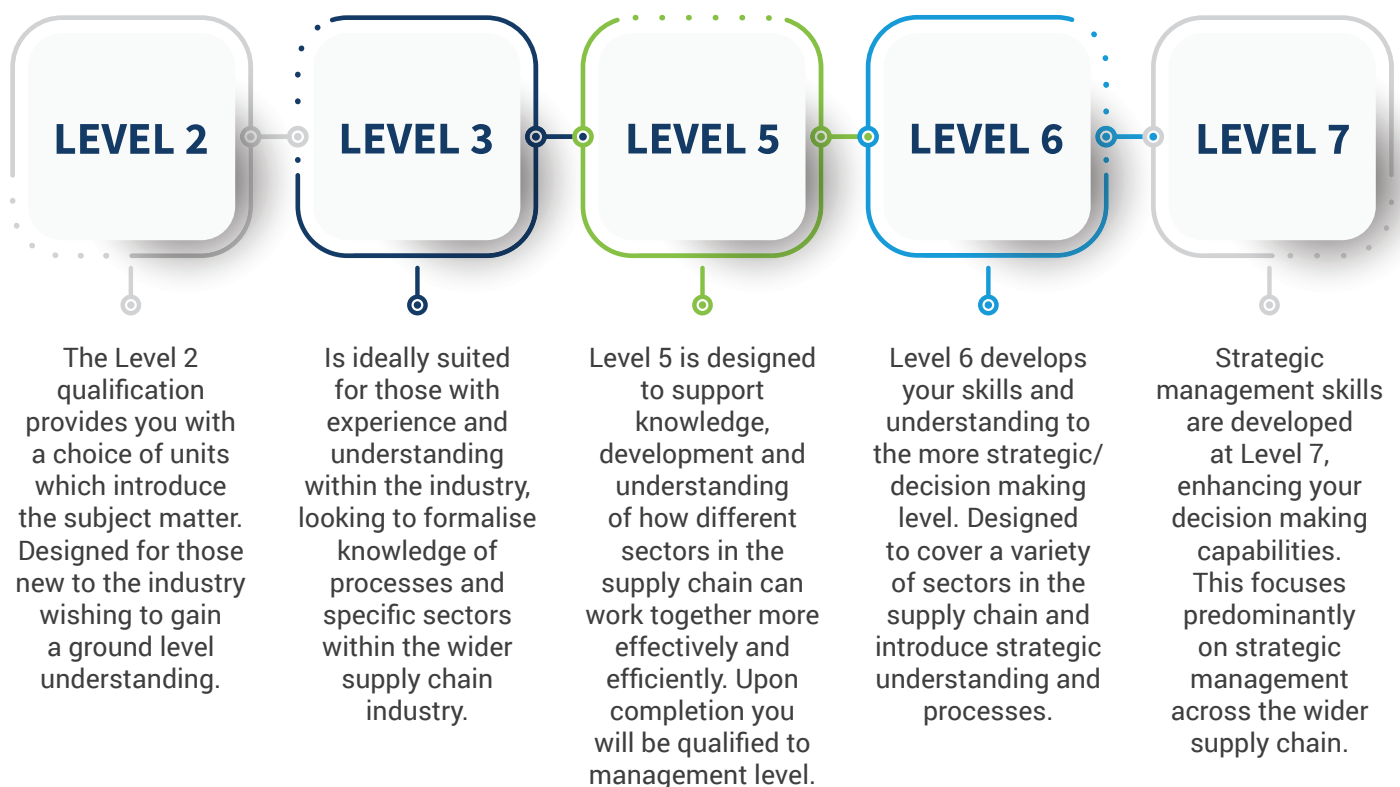 LEVEL 2
LEVEL 3
LEVEL 5
LEVEL 6
LEVEL 7
The Level 2
qualification
provides you with
a choice of units
which introduce
the subject matter.
Designed for those
new to the industry
wishing to gain
a ground level
understanding.
Is ideally suited
for those with
experience and
understanding
within the industry,
looking to formalise
knowledge of
processes and
specific sectors
within the wider
supply chain
industry.
Level 5 is designed
to support
knowledge,
development and
understanding
of how different
sectors in the
supply chain can
work together more
effectively and
efficiently. Upon
completion you
will be qualified to
management level.
Level 6 develops
your skills and
understanding to
the more strategic/
decision making
level. Designed
to cover a variety
of sectors in the
supply chain and
introduce strategic
understanding and
processes.
Strategic
management skills
are developed
at Level 7,
enhancing your
decision making
capabilities.
This focuses
predominantly
on strategic
management
across the wider
supply chain.